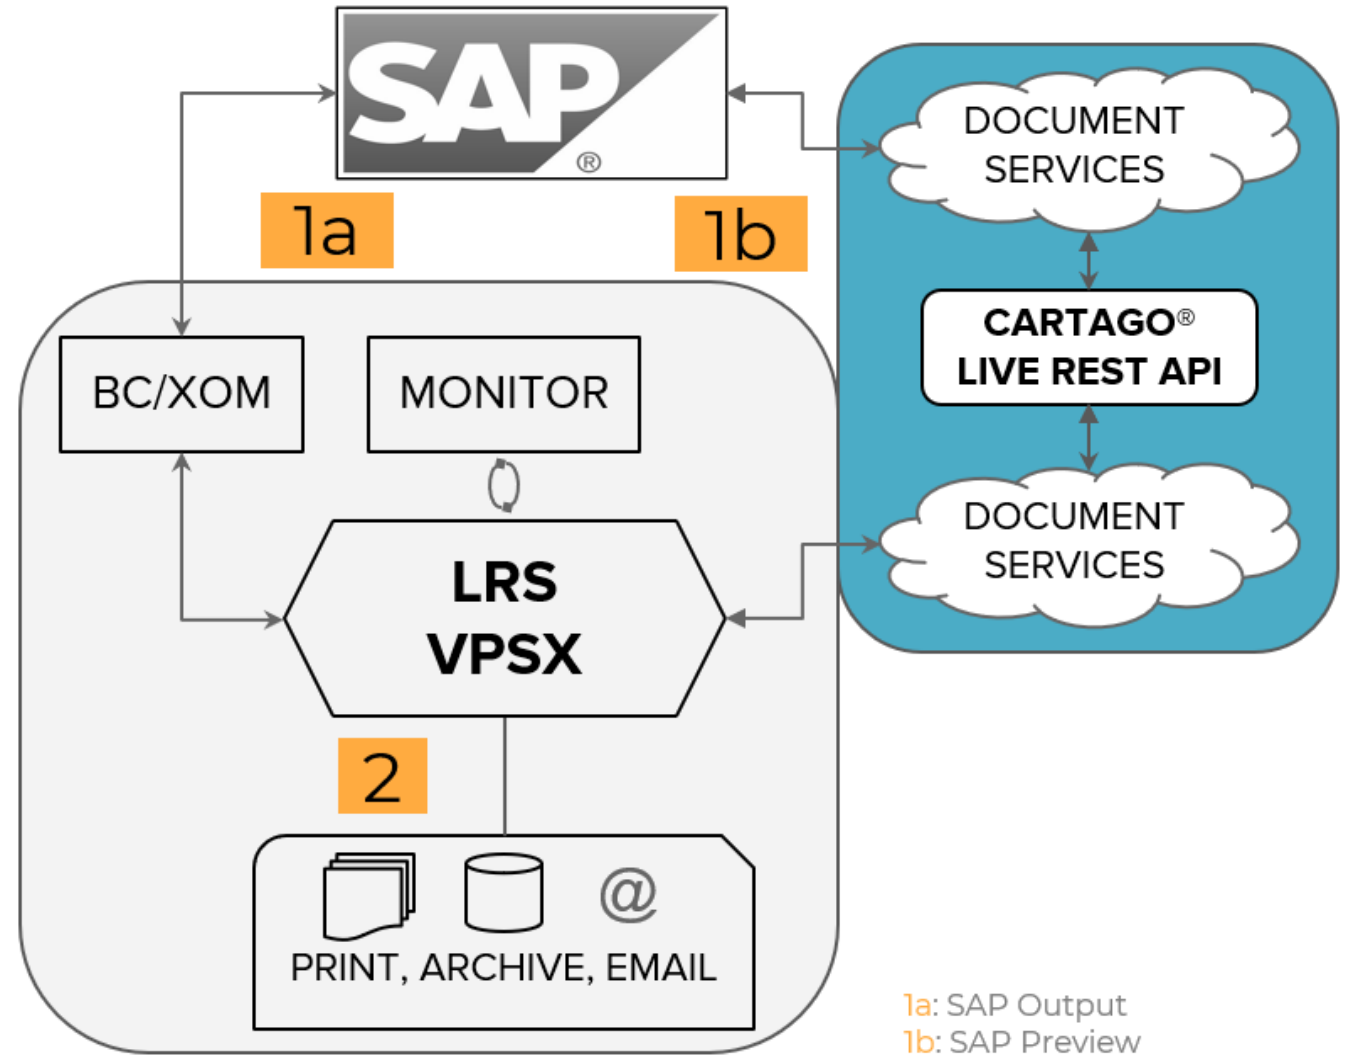 SAP
®
DOCUMENT
SERVICES
1a
1b
CARTAGO®
LIVE REST API
BC/XOM
MONITOR
DOCUMENT
SERVICES
LRS
VPSX
2
@
PRINT, ARCHIVE, EMAIL
1a: SAP Output
1b: SAP Preview